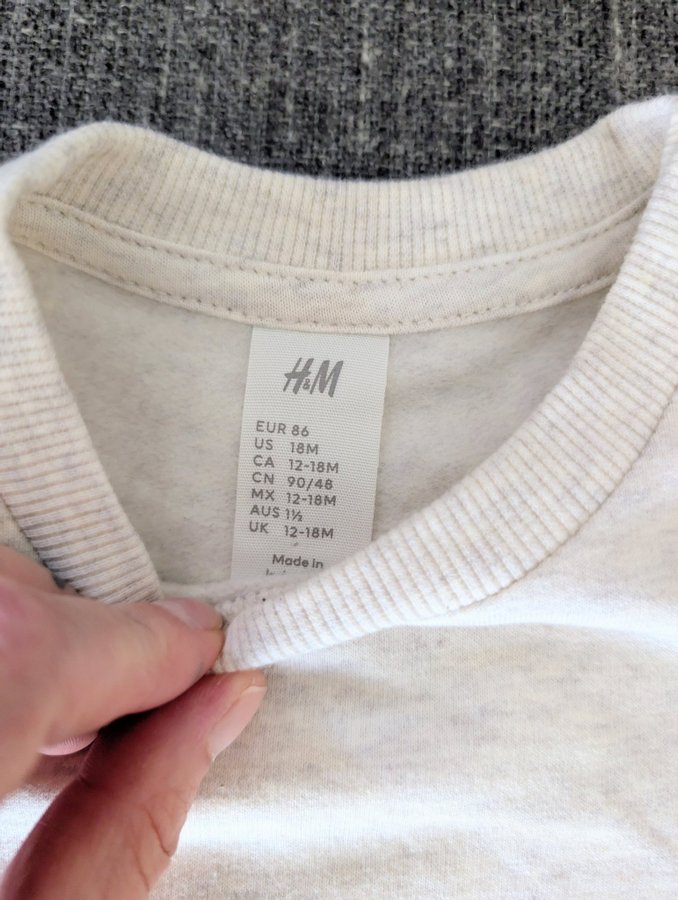 H&M
EUR 86
US 18M
CA 12-18M
CN 90/48
MX 12-18M
AUS 1½
UK 12-18M
Made in